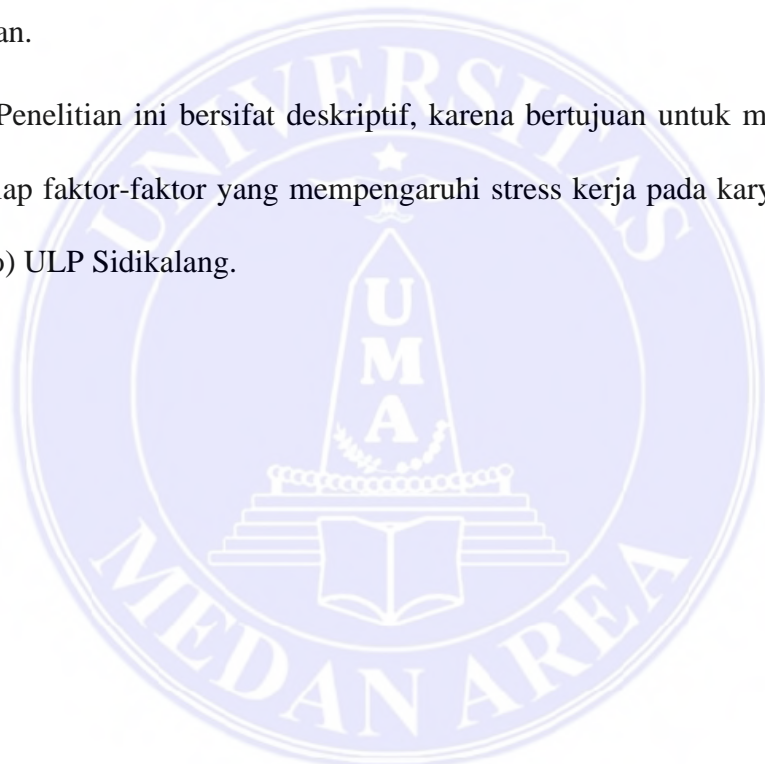 an.
Penelitian ini bersifat deskriptif, karena bertujuan untuk m
ap faktor-faktor yang mempengaruhi stress kerja pada kary
o) ULP Sidikalang.
UNIVERSITAS
UMA
MEDAN AREA